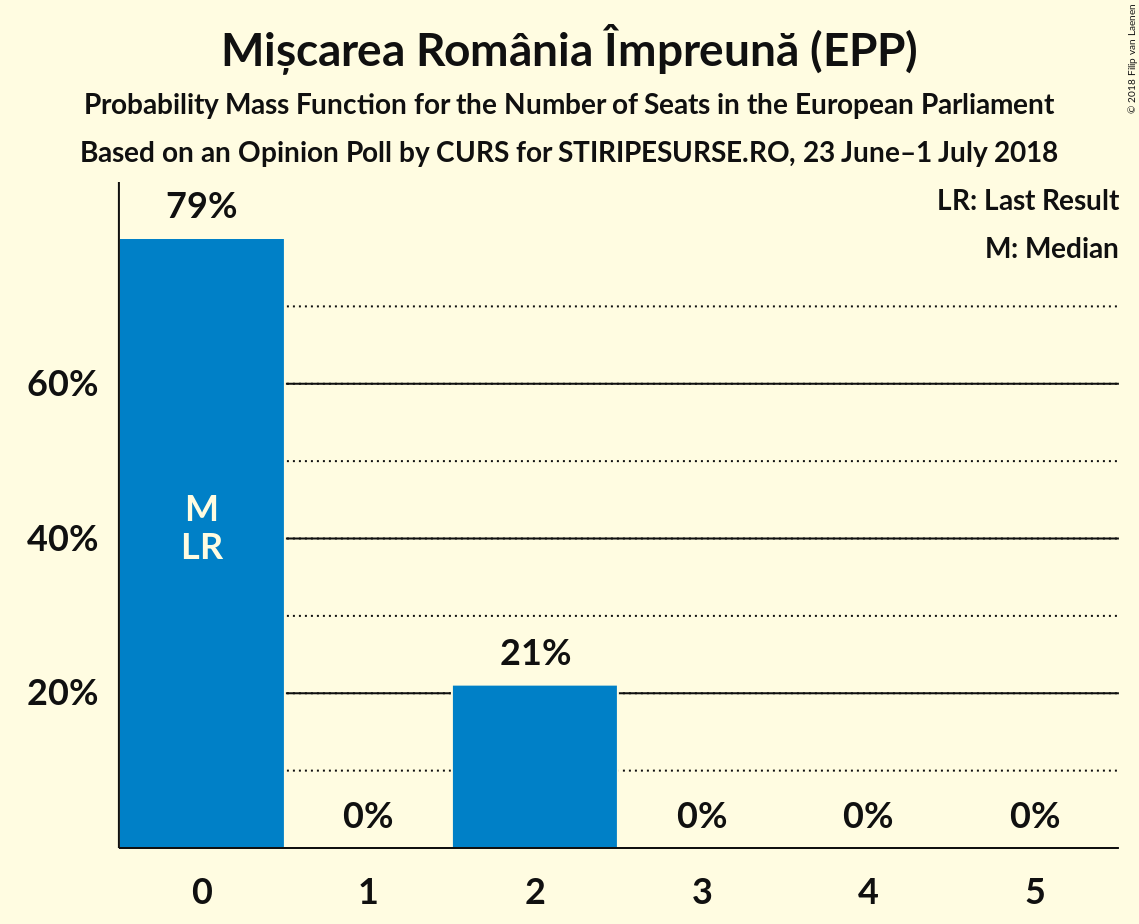 Mișcarea România Împreună (EPP)
Probability Mass Function for the Number of Seats in the European Parliament
Based on an Opinion Poll by CURS for STIRIPESURSE.RO, 23 June–1 July 2018
© 2018 Filip van Laenen
LR: Last Result
M: Median
79%
60%
M
LR
40%
21%
20%
0% 0% 0% 0%
0 1 2 3 4 5